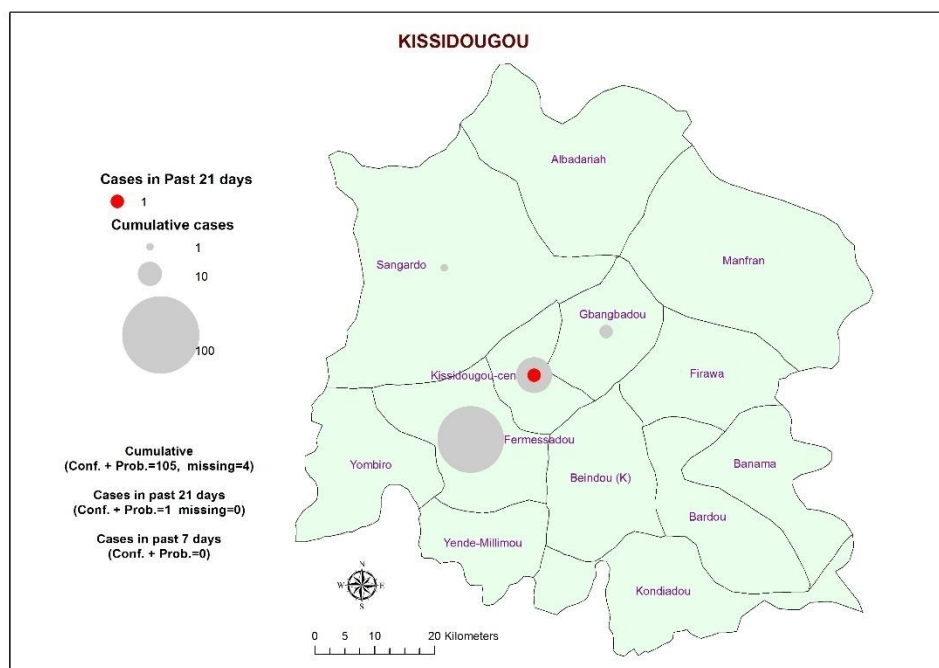 KISSIDOUGOU
Cases in Past 21 days
1
Cumulative cases
1
10
100
Cumulative
(Conf. + Prob.=105,  missing=4)
Cases in past 21 days
(Conf. + Prob.=1  missing=0)
Cases in past 7 days
(Conf. + Prob.=0)
Albadariah
Sangardo
Manfran
Gbangbadou
Kissidougou-cen
Firawa
Fermessadou
Yombiro
Beindou (K)
Banama
Bardou
Yende-Millimou
Kondiadou
N
W
E
S
0 5 10 20 Kilometers